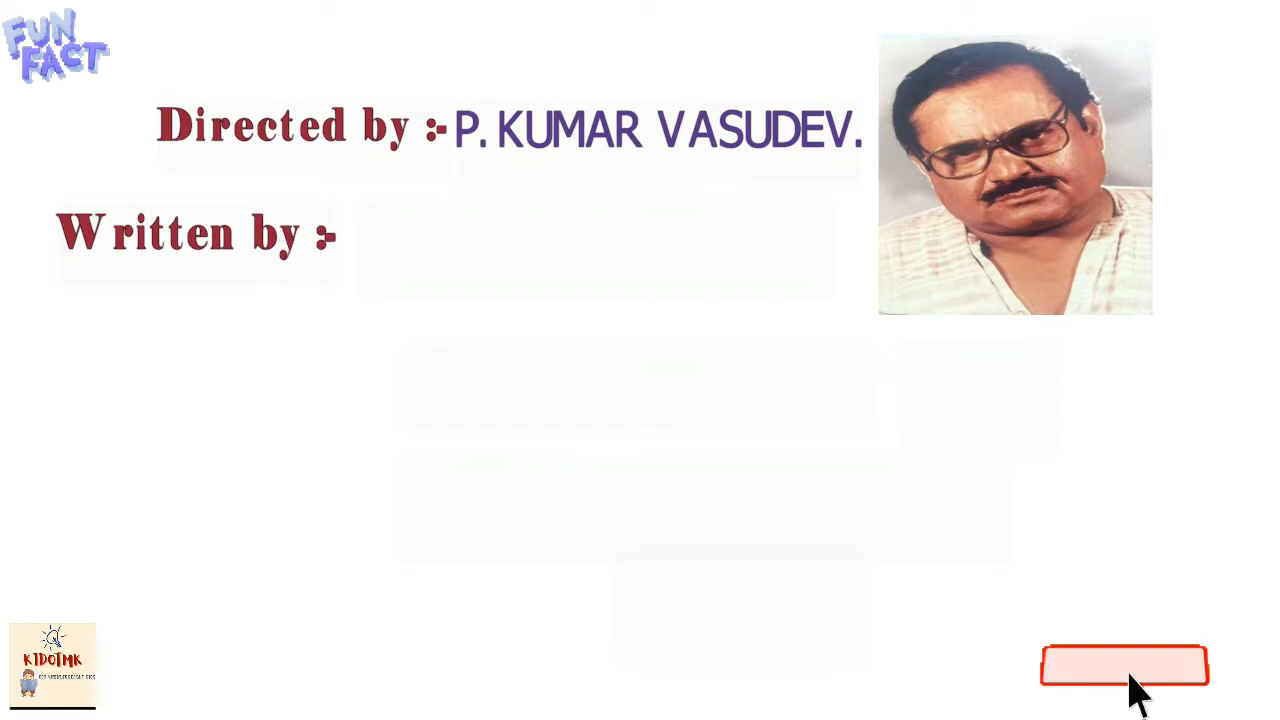 FUN
FACT
Directed by :- P. KUMAR VASUDEV.
Written by :-
KIDOTMK